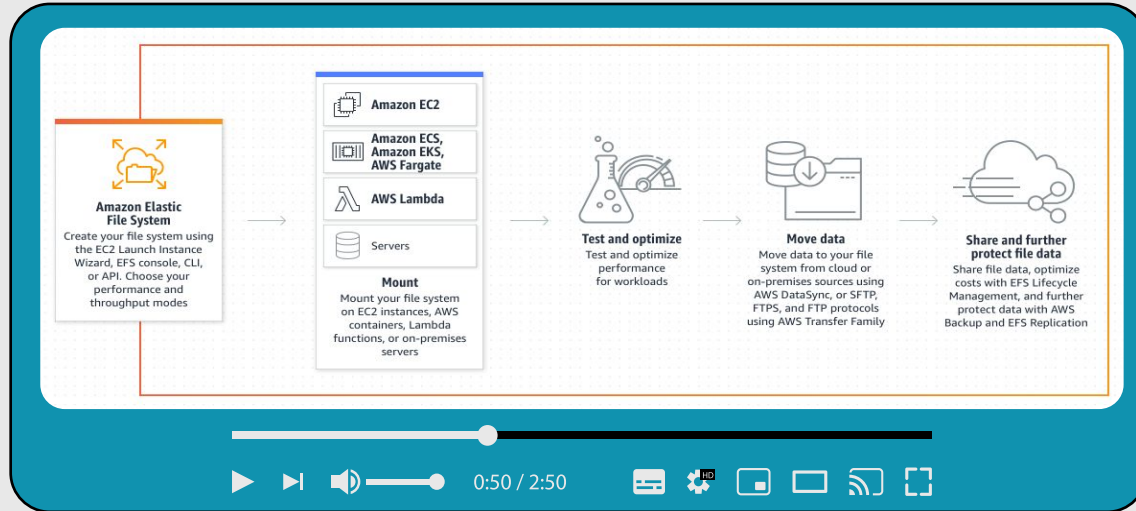 Amazon Elastic
File System
Create your file system using
the EC2 Launch Instance
Wizard, EFS console, CLI,
or API. Choose your
performance and
throughput modes
Amazon EC2
Amazon ECS,
Amazon EKS,
AWS Fargate
AWS Lambda
Servers
Mount
Mount your file system
on EC2 instances, AWS
containers, Lambda
functions, or on-premises
servers
Test and optimize
Test and optimize
performance
for workloads
Move data
Move data to your file
system from cloud or
on-premises sources using
AWS DataSync, or SFTP,
FTPS, and FTP protocols
using AWS Transfer Family
Share and further
protect file data
Share file data, optimize
costs with EFS Lifecycle
Management, and further
protect data with AWS
Backup and EFS Replication
0:50 / 2:50
HD